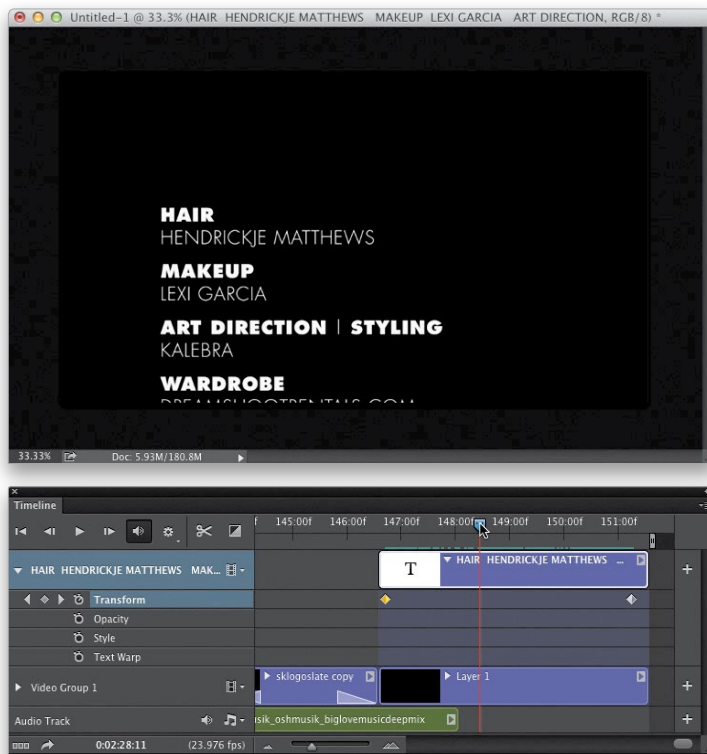 Untitled-1 @ 33.3% (HAIR HENDRICKJE MATTHEWS MAKEUP LEXI GARCIA ART DIRECTION, RGB/8) *
HAIR
HENDRICKJE MATTHEWS
MAKEUP
LEXI GARCIA
ART DIRECTION | STYLING
KALEBRA
WARDROBE
DREAMSHOOTRENTALS.COM
33.33% Doc: 5.93M/180.8M
Timeline
f 145:00f 146:00f 147:00f 148:00f 149:00f 150:00f 151:00f
HAIR HENDRICKJE MATTHEWS MAK... T HAIR HENDRICKJE MATTHEWS ...
Transform
Opacity
Style
Text Warp
Video Group 1 sklogoslate copy Layer 1
Audio Track usik_oshmusik_biglovemusicdeepmix
0:02:28:11 (23.976 fps)